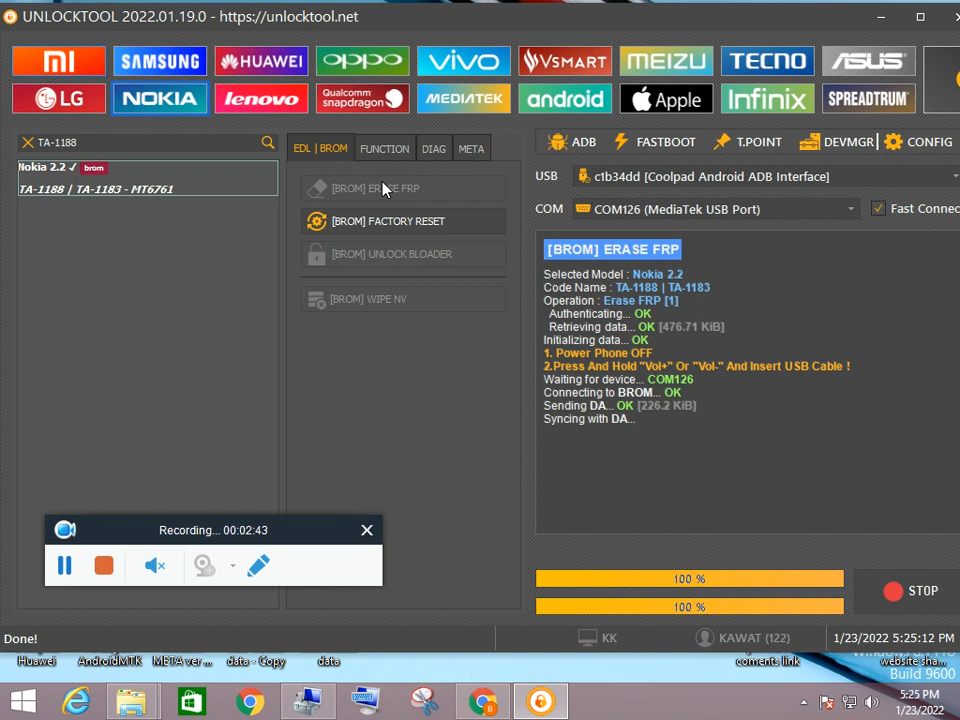 UNLOCKTOOL 2022.01.19.0 - https://unlocktool.net
mi SAMSUNG HUAWEI oppo vivo VSMART MEIZU TECNO ASUS
LG NOKIA lenovo Qualcomm snapdragon MEDIATEK android Apple Infinix SPREADTRUM
TA-1188
Nokia 2.2 ✓ brom
TA-1188 | TA-1183 - MT6761
EDL | BROM FUNCTION DIAG META
[BROM] ERASE FRP
[BROM] FACTORY RESET
[BROM] UNLOCK BLOADER
[BROM] WIPE NV
ADB FASTBOOT T.POINT DEVMGR CONFIG
USB c1b34dd [Coolpad Android ADB Interface]
COM COM126 (MediaTek USB Port) Fast Connec
[BROM] ERASE FRP
Selected Model : Nokia 2.2
Code Name : TA-1188 | TA-1183
Operation : Erase FRP [1]
Authenticating... OK
Retrieving data... OK [476.71 KiB]
Initializing data... OK
1. Power Phone OFF
2.Press And Hold "Vol+" Or "Vol-" And Insert USB Cable !
Waiting for device... COM126
Connecting to BROM... OK
Sending DA... OK [226.2 KiB]
Syncing with DA...
Recording... 00:02:43
100 %
100 %
STOP
Done! KK KAWAT (122) 1/23/2022 5:25:12 PM
Huawei AndroidMTK META ver ... data - Copy data coments link website sha...
Build 9600
5:25 PM
1/23/2022